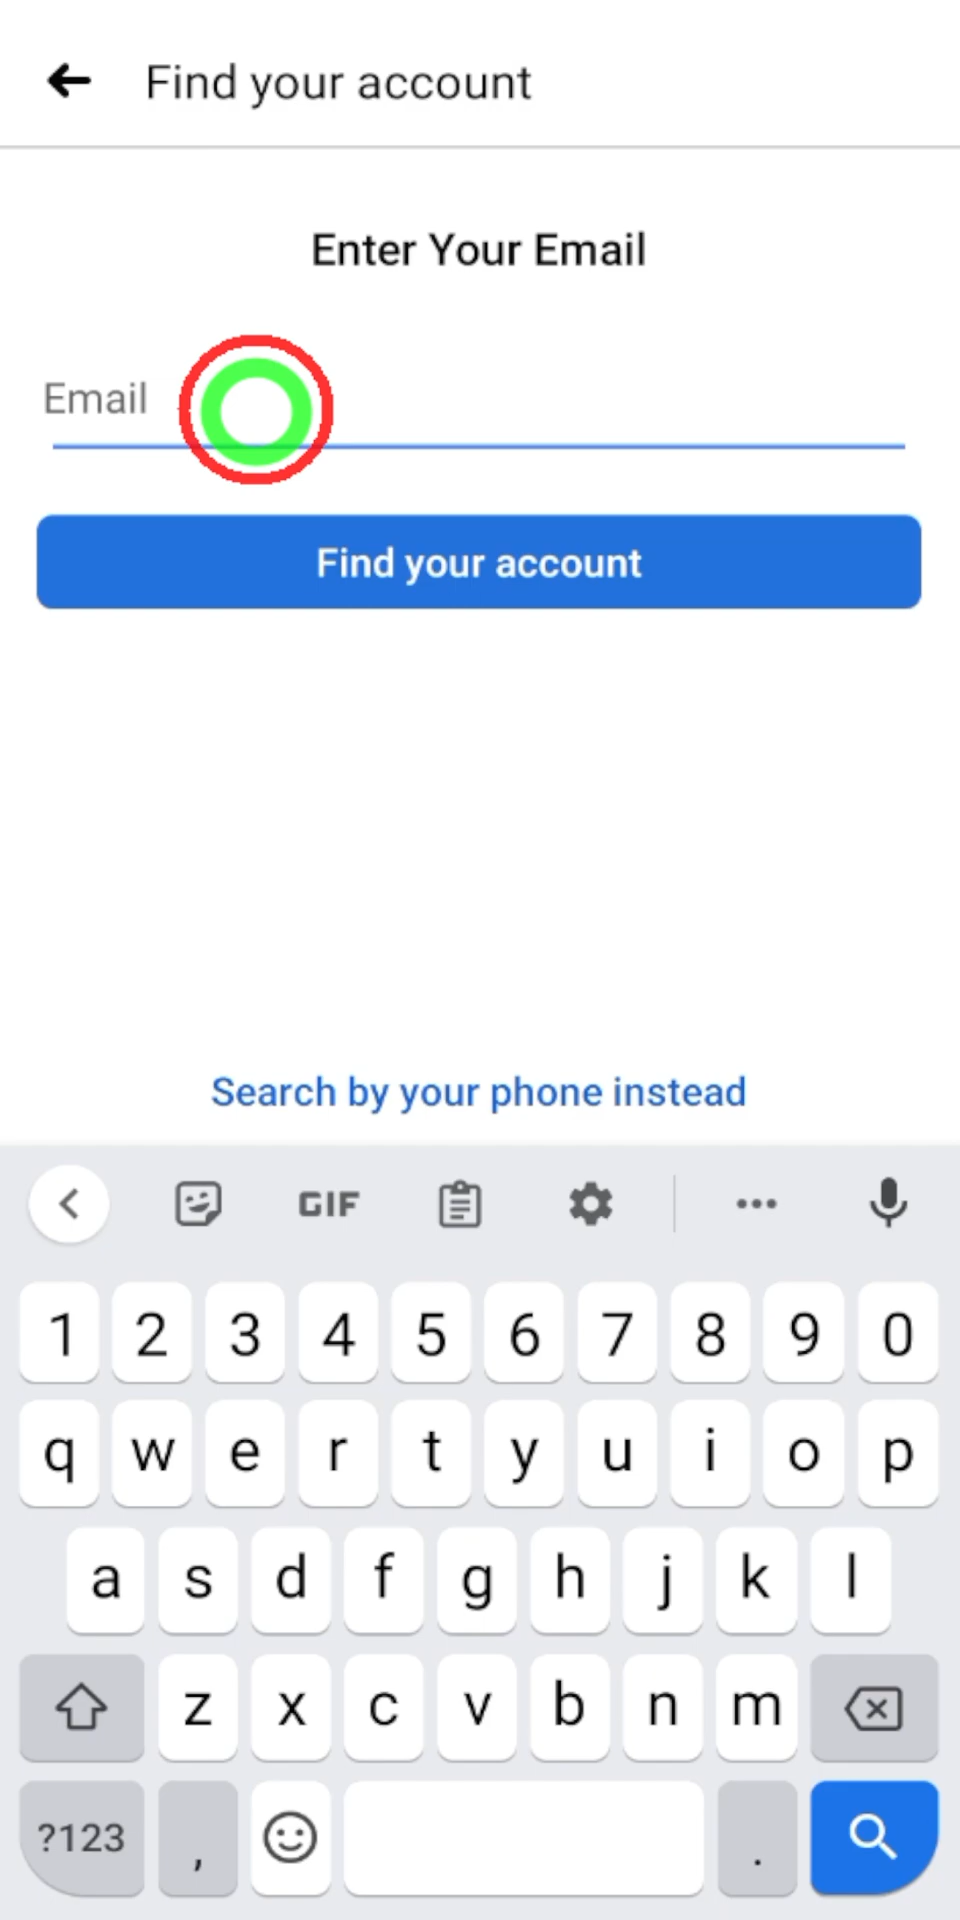 Find your account
Enter Your Email
Email
Find your account
Search by your phone instead
GIF
1 2 3 4 5 6 7 8 9 0
q w e r t y u i o p
a s d f g h j k l
z x c v b n m
?123 , .